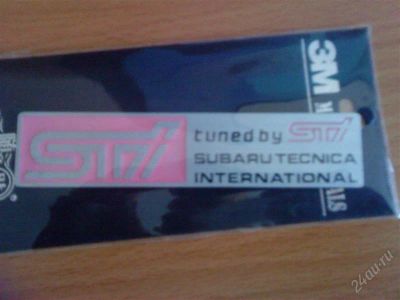 3M
STi
tuned by STi
SUBARU TECNICA
INTERNATIONAL
24au.ru